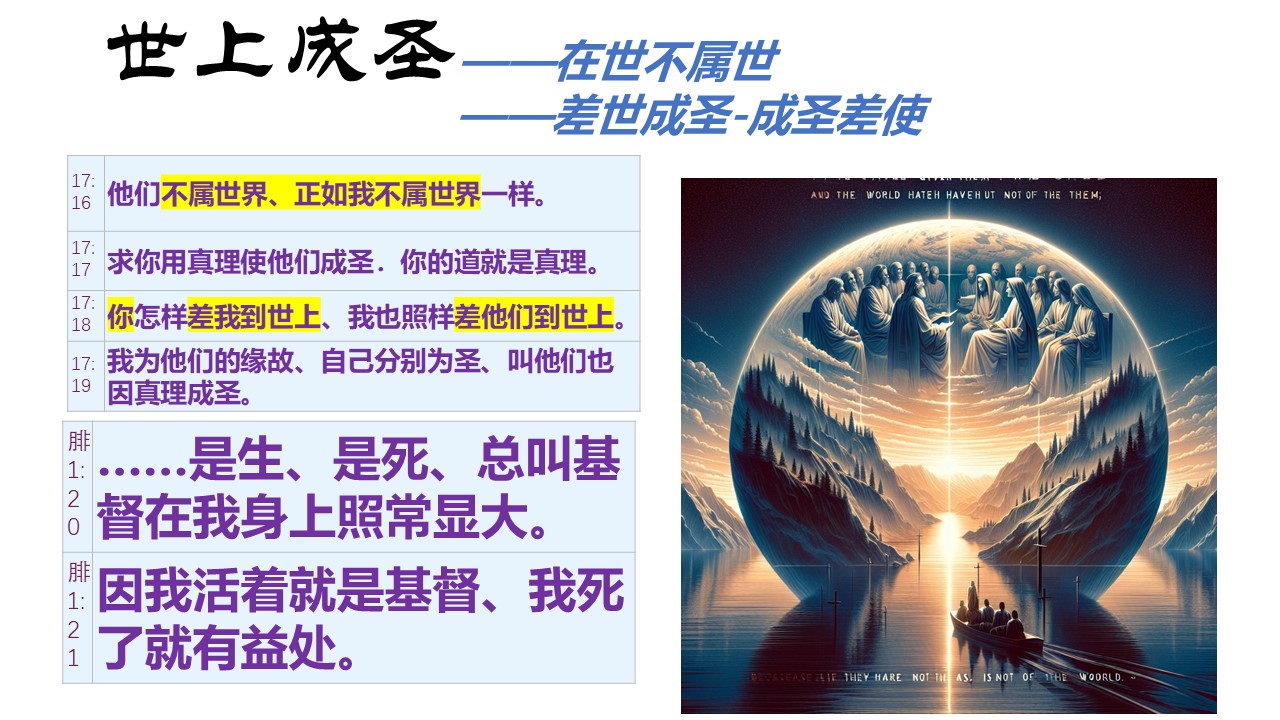 世上成圣——在世不属世
——差世成圣-成圣差使
17:
16
他们不属世界、正如我不属世界一样。
17:
17
求你用真理使他们成圣．你的道就是真理。
17:
18
你怎样差我到世上、我也照样差他们到世上。
17:
19
我为他们的缘故、自己分别为圣、叫他们也
因真理成圣。
腓
1:
2
0
……是生、是死、总叫基
督在我身上照常显大。
腓
1:
2
1
因我活着就是基督、我死
了就有益处。
AND THE WORLD HATEH HAVEH UT NOT OF THE THEM;
THEY HARE NOT TH AS, IS NOT OF THE WOORLD.